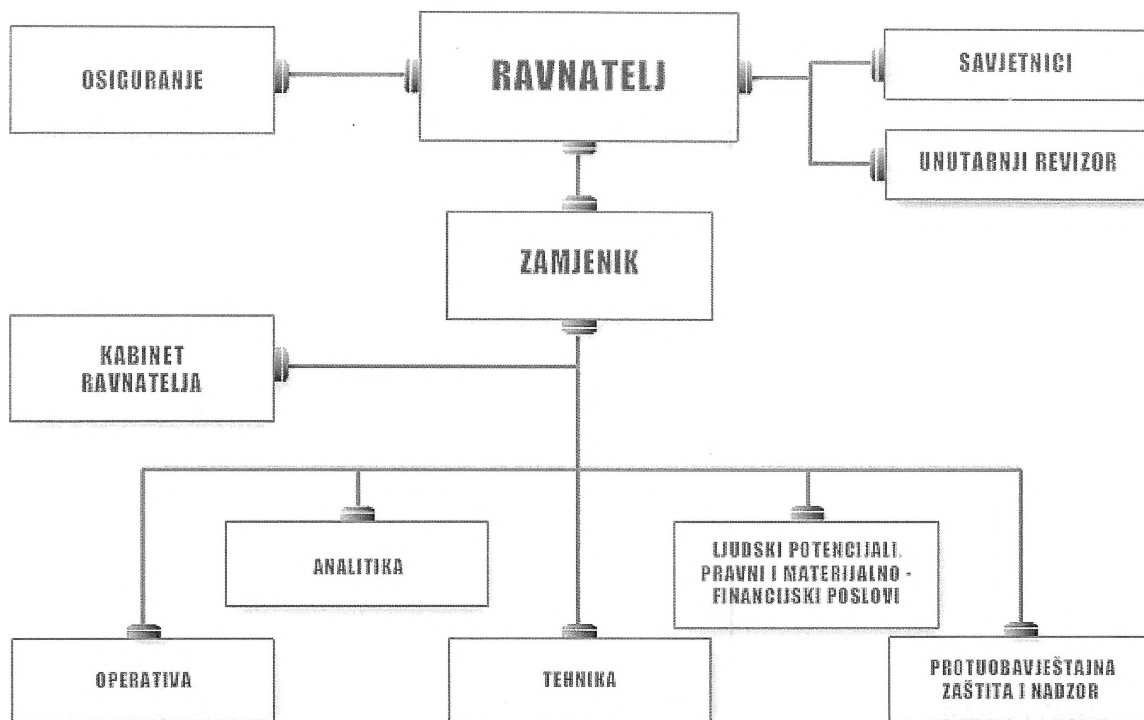 OSIGURANJE
RAVNATELJ
SAVJETNICI
UNUTARNJI REVIZOR
ZAMJENIK
KABINET
RAVNATELJA
ANALITIKA
LJUDSKI POTENCIJALI,
PRAVNI I MATERIJALNO -
FINANCIJSKI POSLOVI
OPERATIVA
TEHNIKA
PROTUOBAVJEŠTAJNA
ZAŠTITA I NADZOR